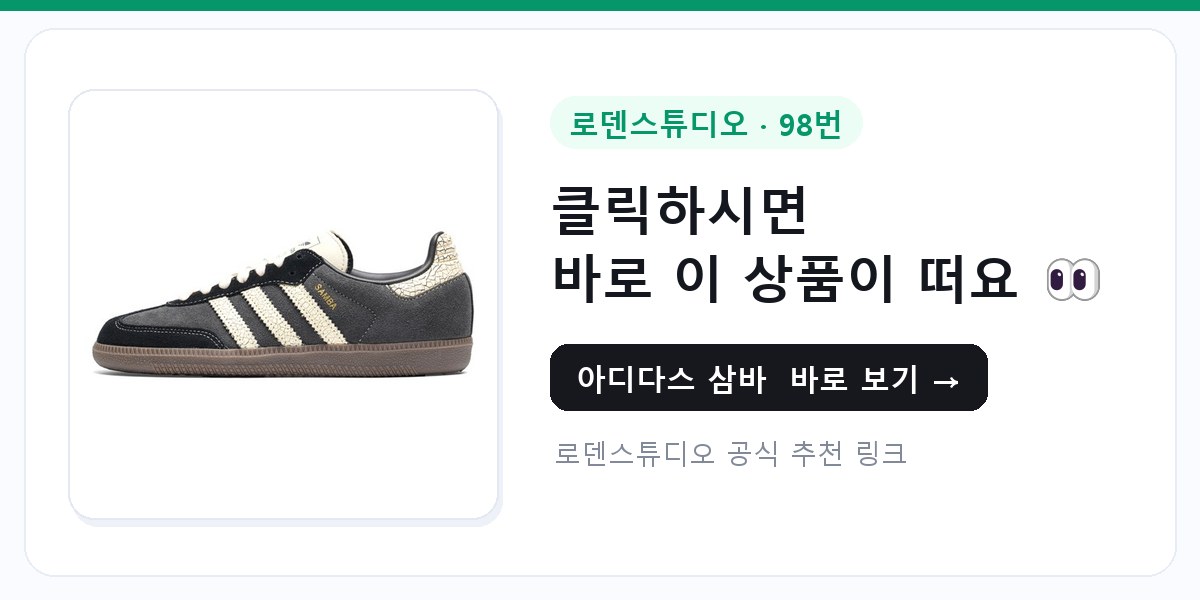 로덴스튜디오 · 98번
클릭하시면
바로 이 상품이 떠요 👀
아디다스 삼바 바로 보기 →
로덴스튜디오 공식 추천 링크
SAMBA